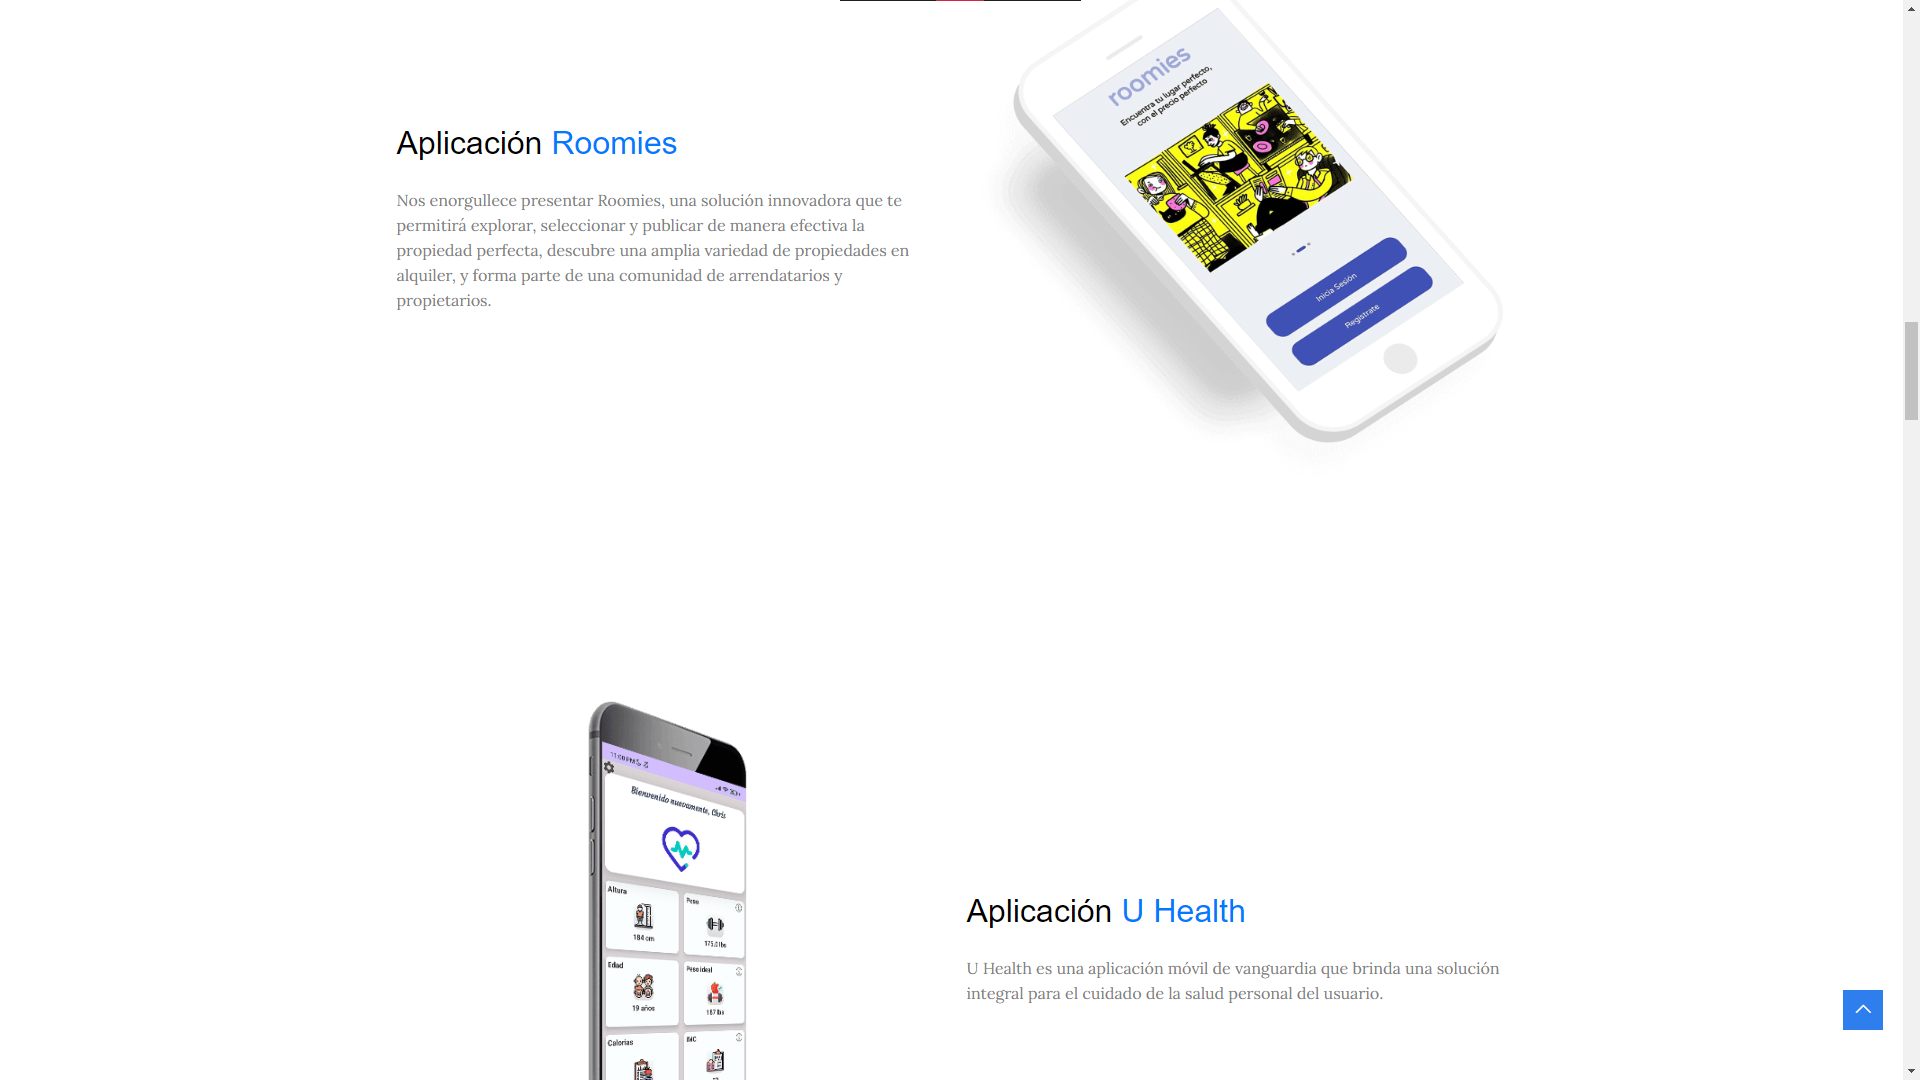 roomies
Encuentra tu lugar perfecto,
con el precio perfecto
Aplicación Roomies
Nos enorgullece presentar Roomies, una solución innovadora que te
permitirá explorar, seleccionar y publicar de manera efectiva la
propiedad perfecta, descubre una amplia variedad de propiedades en
alquiler, y forma parte de una comunidad de arrendatarios y
propietarios.
Inicia Sesión
Registrate
Bienvenido nuevamente, Chris
Altura
Peso
184 cm
175.0 lbs
Edad
Peso ideal
19 años
167 lbs
Calorías
IMC
Aplicación U Health
U Health es una aplicación móvil de vanguardia que brinda una solución
integral para el cuidado de la salud personal del usuario.